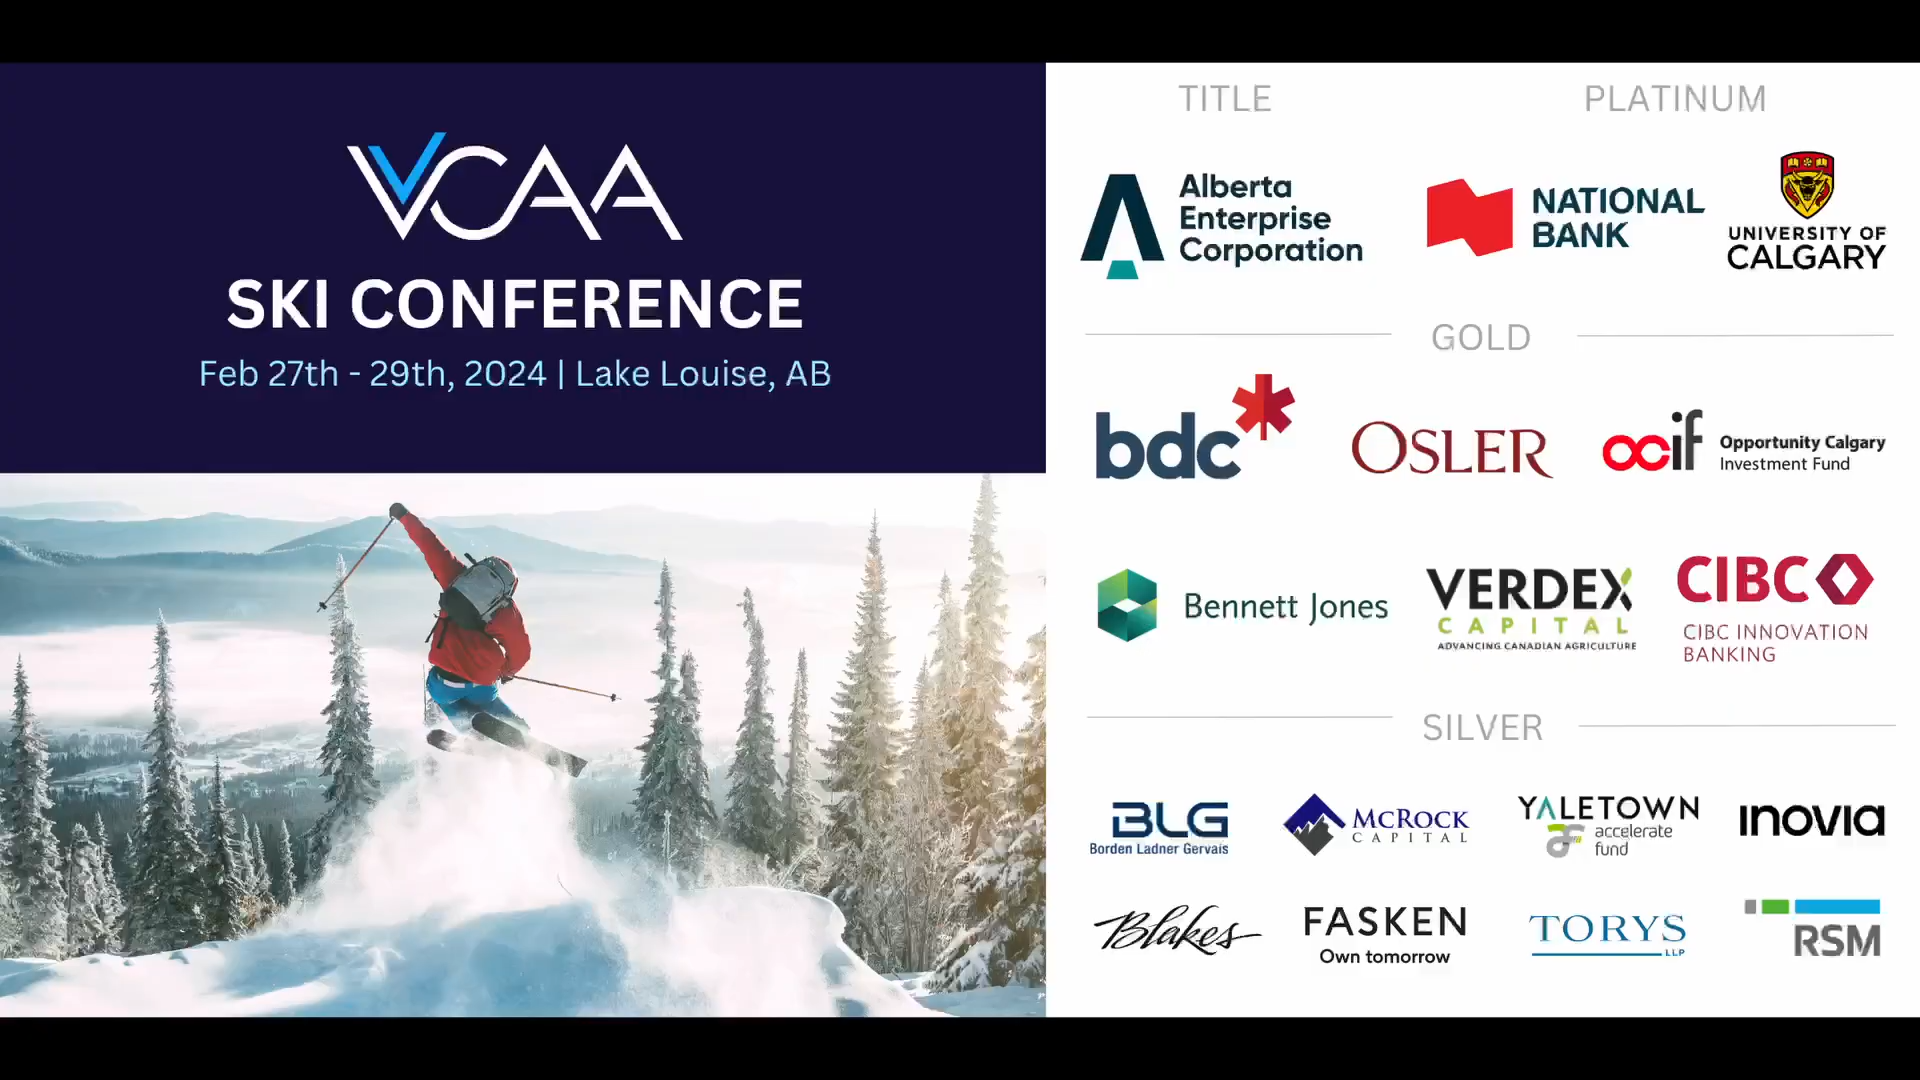 VCAA
SKI CONFERENCE
Feb 27th - 29th, 2024 | Lake Louise, AB
TITLE
Alberta
Enterprise
Corporation
PLATINUM
NATIONAL
BANK
UNIVERSITY OF
CALGARY
GOLD
bdc
OSLER
ocif
Opportunity Calgary
Investment Fund
Bennett Jones
VERDEX
CAPITAL
ADVANCING CANADIAN AGRICULTURE
CIBC
CIBC INNOVATION
BANKING
SILVER
BLG
Borden Ladner Gervais
MCROCK
CAPITAL
YALETOWN
accelerate
fund
inovia
Blakes
FASKEN
Own tomorrow
TORYS
LLP
RSM